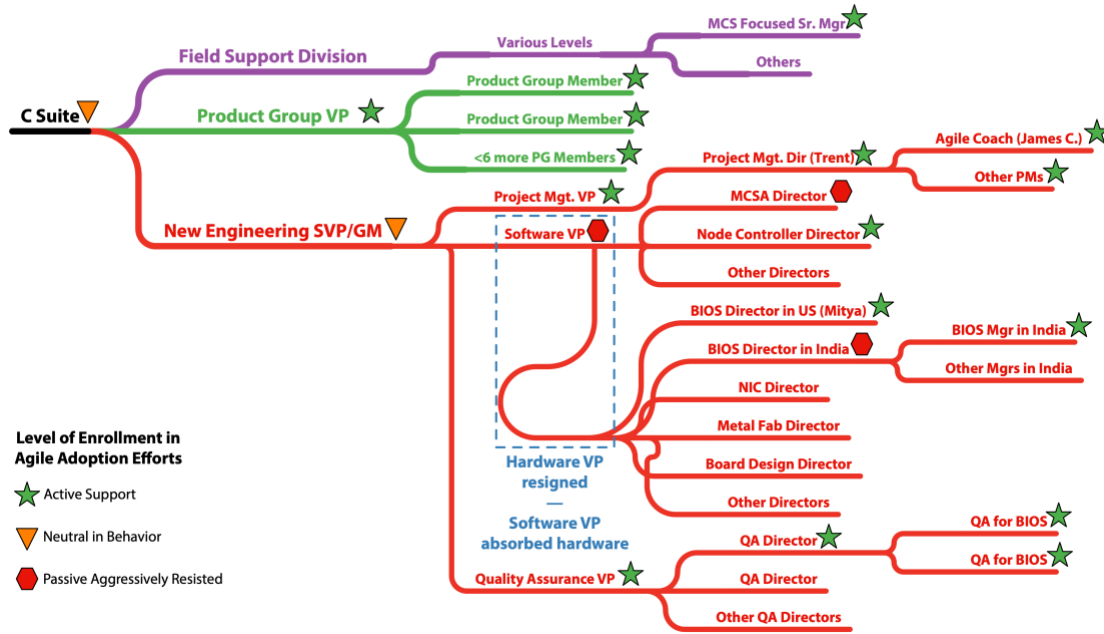 MCS Focused Sr. Mgr
Various Levels
Field Support Division
Others
Product Group Member
C Suite
Product Group VP
Product Group Member
<6 more PG Members
Agile Coach (James C.)
Project Mgt. Dir (Trent)
Other PMs
Project Mgt. VP
MCSA Director
New Engineering SVP/GM
Software VP
Node Controller Director
Other Directors
BIOS Director in US (Mitya)
BIOS Mgr in India
BIOS Director in India
Other Mgrs in India
NIC Director
Metal Fab Director
Board Design Director
Other Directors
Hardware VP
resigned
—
Software VP
absorbed hardware
QA for BIOS
QA Director
QA for BIOS
Quality Assurance VP
QA Director
Other QA Directors
Level of Enrollment in
Agile Adoption Efforts
Active Support
Neutral in Behavior
Passive Aggressively Resisted